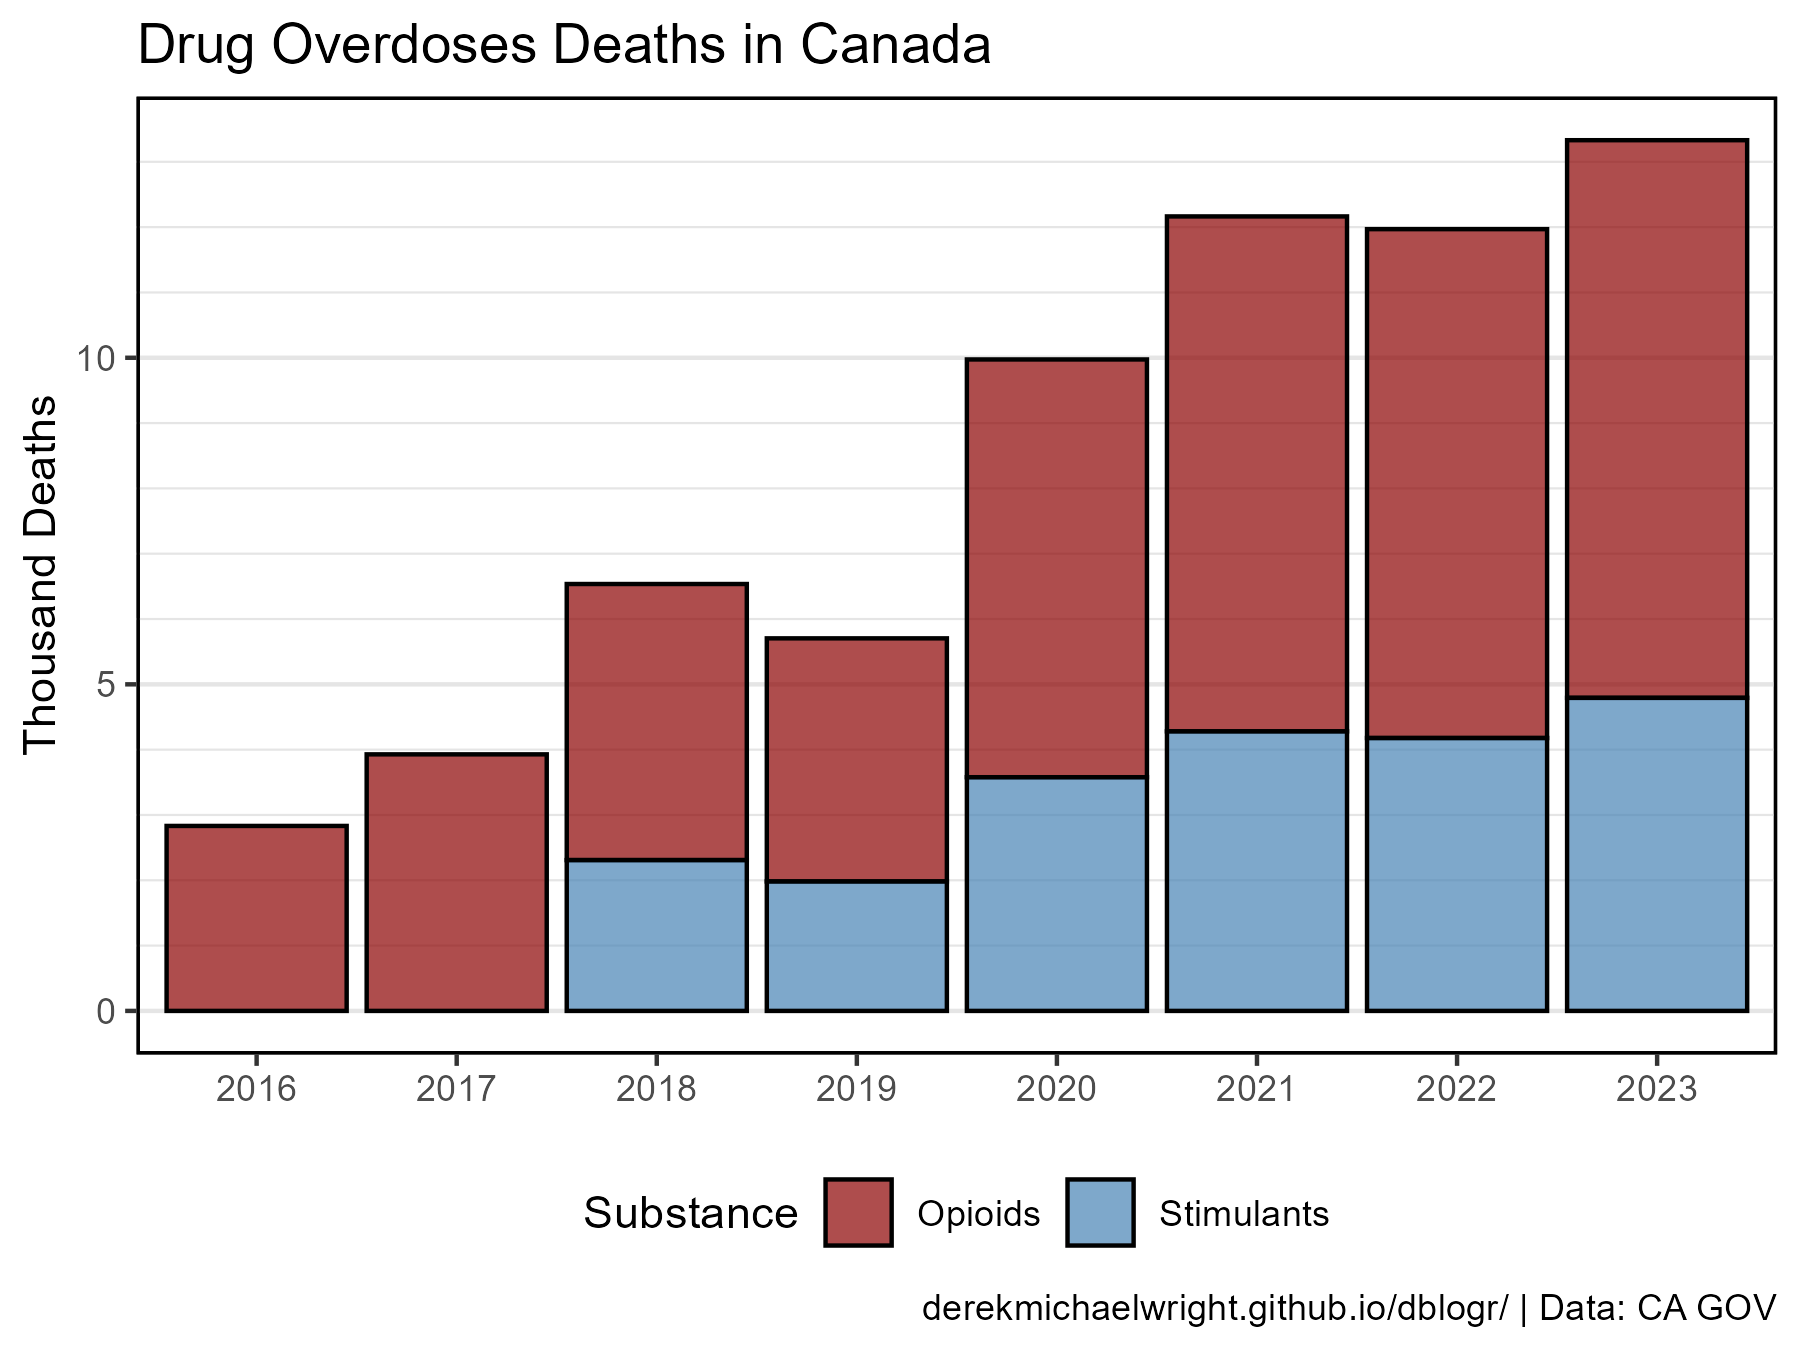 Drug Overdoses Deaths in Canada
Thousand Deaths
10
5
0
2016 2017 2018 2019 2020 2021 2022 2023
Substance Opioids Stimulants
derekmichaelwright.github.io/dblogr/ | Data: CA GOV